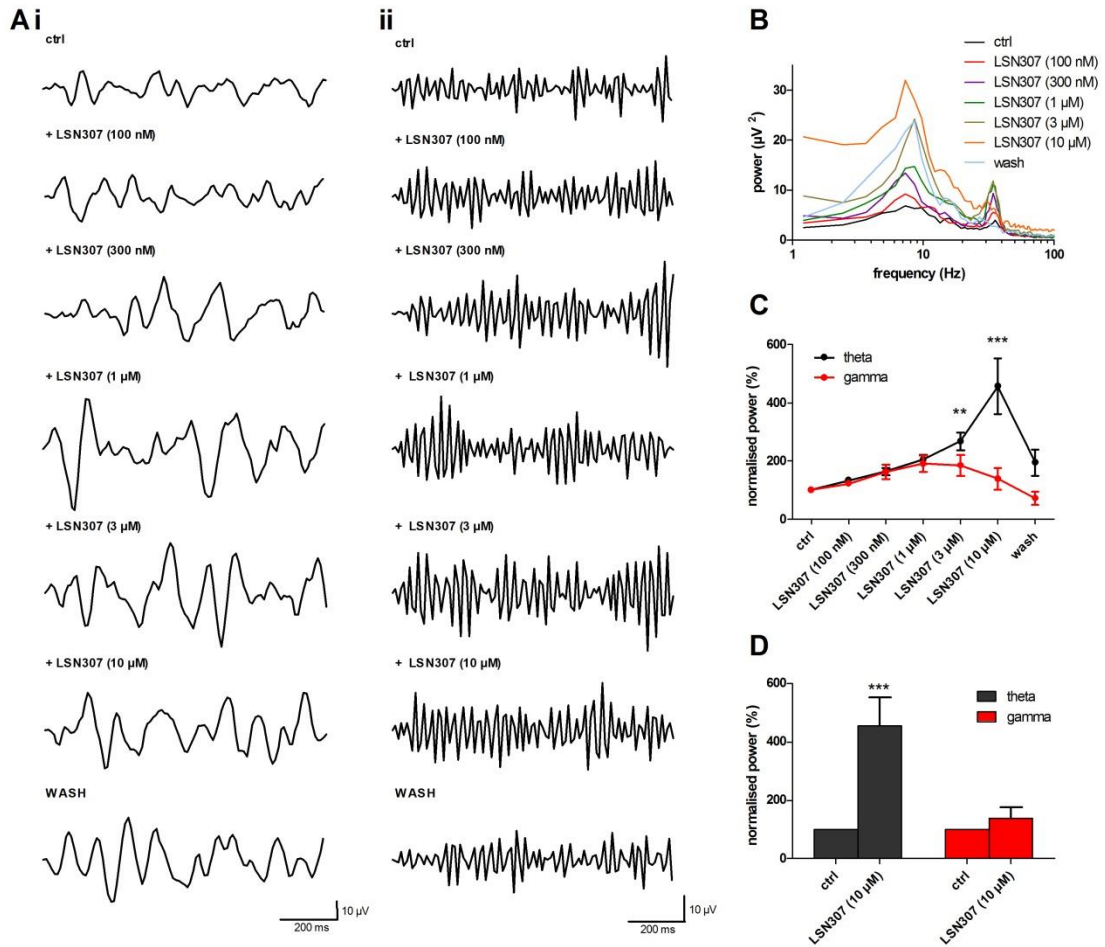 A i
ctrl
+ LSN307 (100 nM)
+ LSN307 (300 nM)
+ LSN307 (1 µM)
+ LSN307 (3 µM)
+ LSN307 (10 µM)
WASH
10 µV
200 ms
ii
ctrl
+ LSN307 (100 nM)
+ LSN307 (300 nM)
+ LSN307 (1 µM)
+ LSN307 (3 µM)
+ LSN307 (10 µM)
WASH
10 µV
200 ms
B
ctrl
LSN307 (100 nM)
LSN307 (300 nM)
LSN307 (1 µM)
LSN307 (3 µM)
LSN307 (10 µM)
wash
power (µV²)
30
20
10
0
1 10 100
frequency (Hz)
C
theta
gamma
**
***
normalised power (%)
600
400
200
0
ctrl
LSN307 (100 nM)
LSN307 (300 nM)
LSN307 (1 µM)
LSN307 (3 µM)
LSN307 (10 µM)
wash
D
theta
gamma
***
normalised power (%)
600
400
200
0
ctrl
LSN307 (10 µM)
ctrl
LSN307 (10 µM)